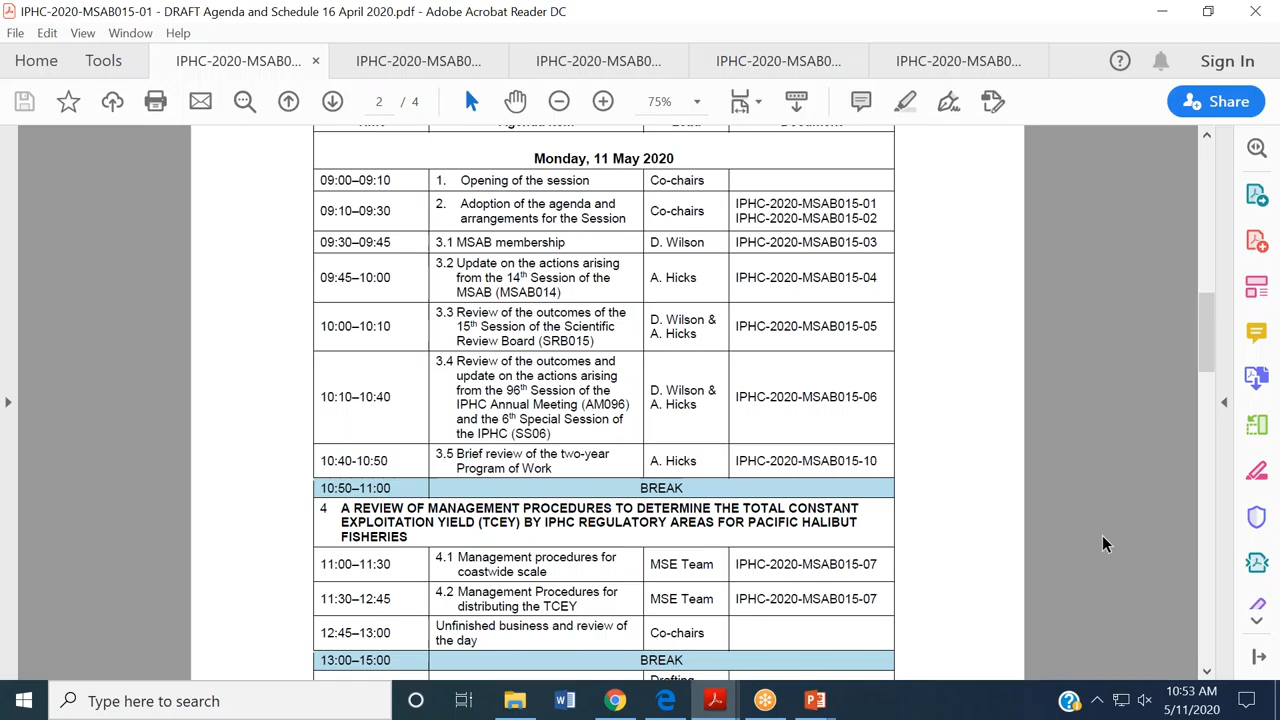 IPHC-2020-MSAB015-01 - DRAFT Agenda and Schedule 16 April 2020.pdf - Adobe Acrobat Reader DC
File Edit View Window Help
Home Tools IPHC-2020-MSAB0... × IPHC-2020-MSAB0... IPHC-2020-MSAB0... IPHC-2020-MSAB0... IPHC-2020-MSAB0... Sign In
2 / 4 75% Share
Monday, 11 May 2020
09:00–09:10 1. Opening of the session Co-chairs
09:10–09:30 2. Adoption of the agenda and arrangements for the Session Co-chairs IPHC-2020-MSAB015-01
IPHC-2020-MSAB015-02
09:30–09:45 3.1 MSAB membership D. Wilson IPHC-2020-MSAB015-03
09:45–10:00 3.2 Update on the actions arising
from the 14th Session of the
MSAB (MSAB014) A. Hicks IPHC-2020-MSAB015-04
10:00–10:10 3.3 Review of the outcomes of the
15th Session of the Scientific
Review Board (SRB015) D. Wilson &
A. Hicks IPHC-2020-MSAB015-05
10:10–10:40 3.4 Review of the outcomes and
update on the actions arising
from the 96th Session of the
IPHC Annual Meeting (AM096)
and the 6th Special Session of
the IPHC (SS06) D. Wilson &
A. Hicks IPHC-2020-MSAB015-06
10:40-10:50 3.5 Brief review of the two-year
Program of Work A. Hicks IPHC-2020-MSAB015-10
10:50–11:00 BREAK
4 A REVIEW OF MANAGEMENT PROCEDURES TO DETERMINE THE TOTAL CONSTANT
EXPLOITATION YIELD (TCEY) BY IPHC REGULATORY AREAS FOR PACIFIC HALIBUT
FISHERIES
11:00–11:30 4.1 Management procedures for
coastwide scale MSE Team IPHC-2020-MSAB015-07
11:30–12:45 4.2 Management Procedures for
distributing the TCEY MSE Team IPHC-2020-MSAB015-07
12:45–13:00 Unfinished business and review of
the day Co-chairs
13:00–15:00 BREAK
Drafting
Type here to search
10:53 AM
5/11/2020